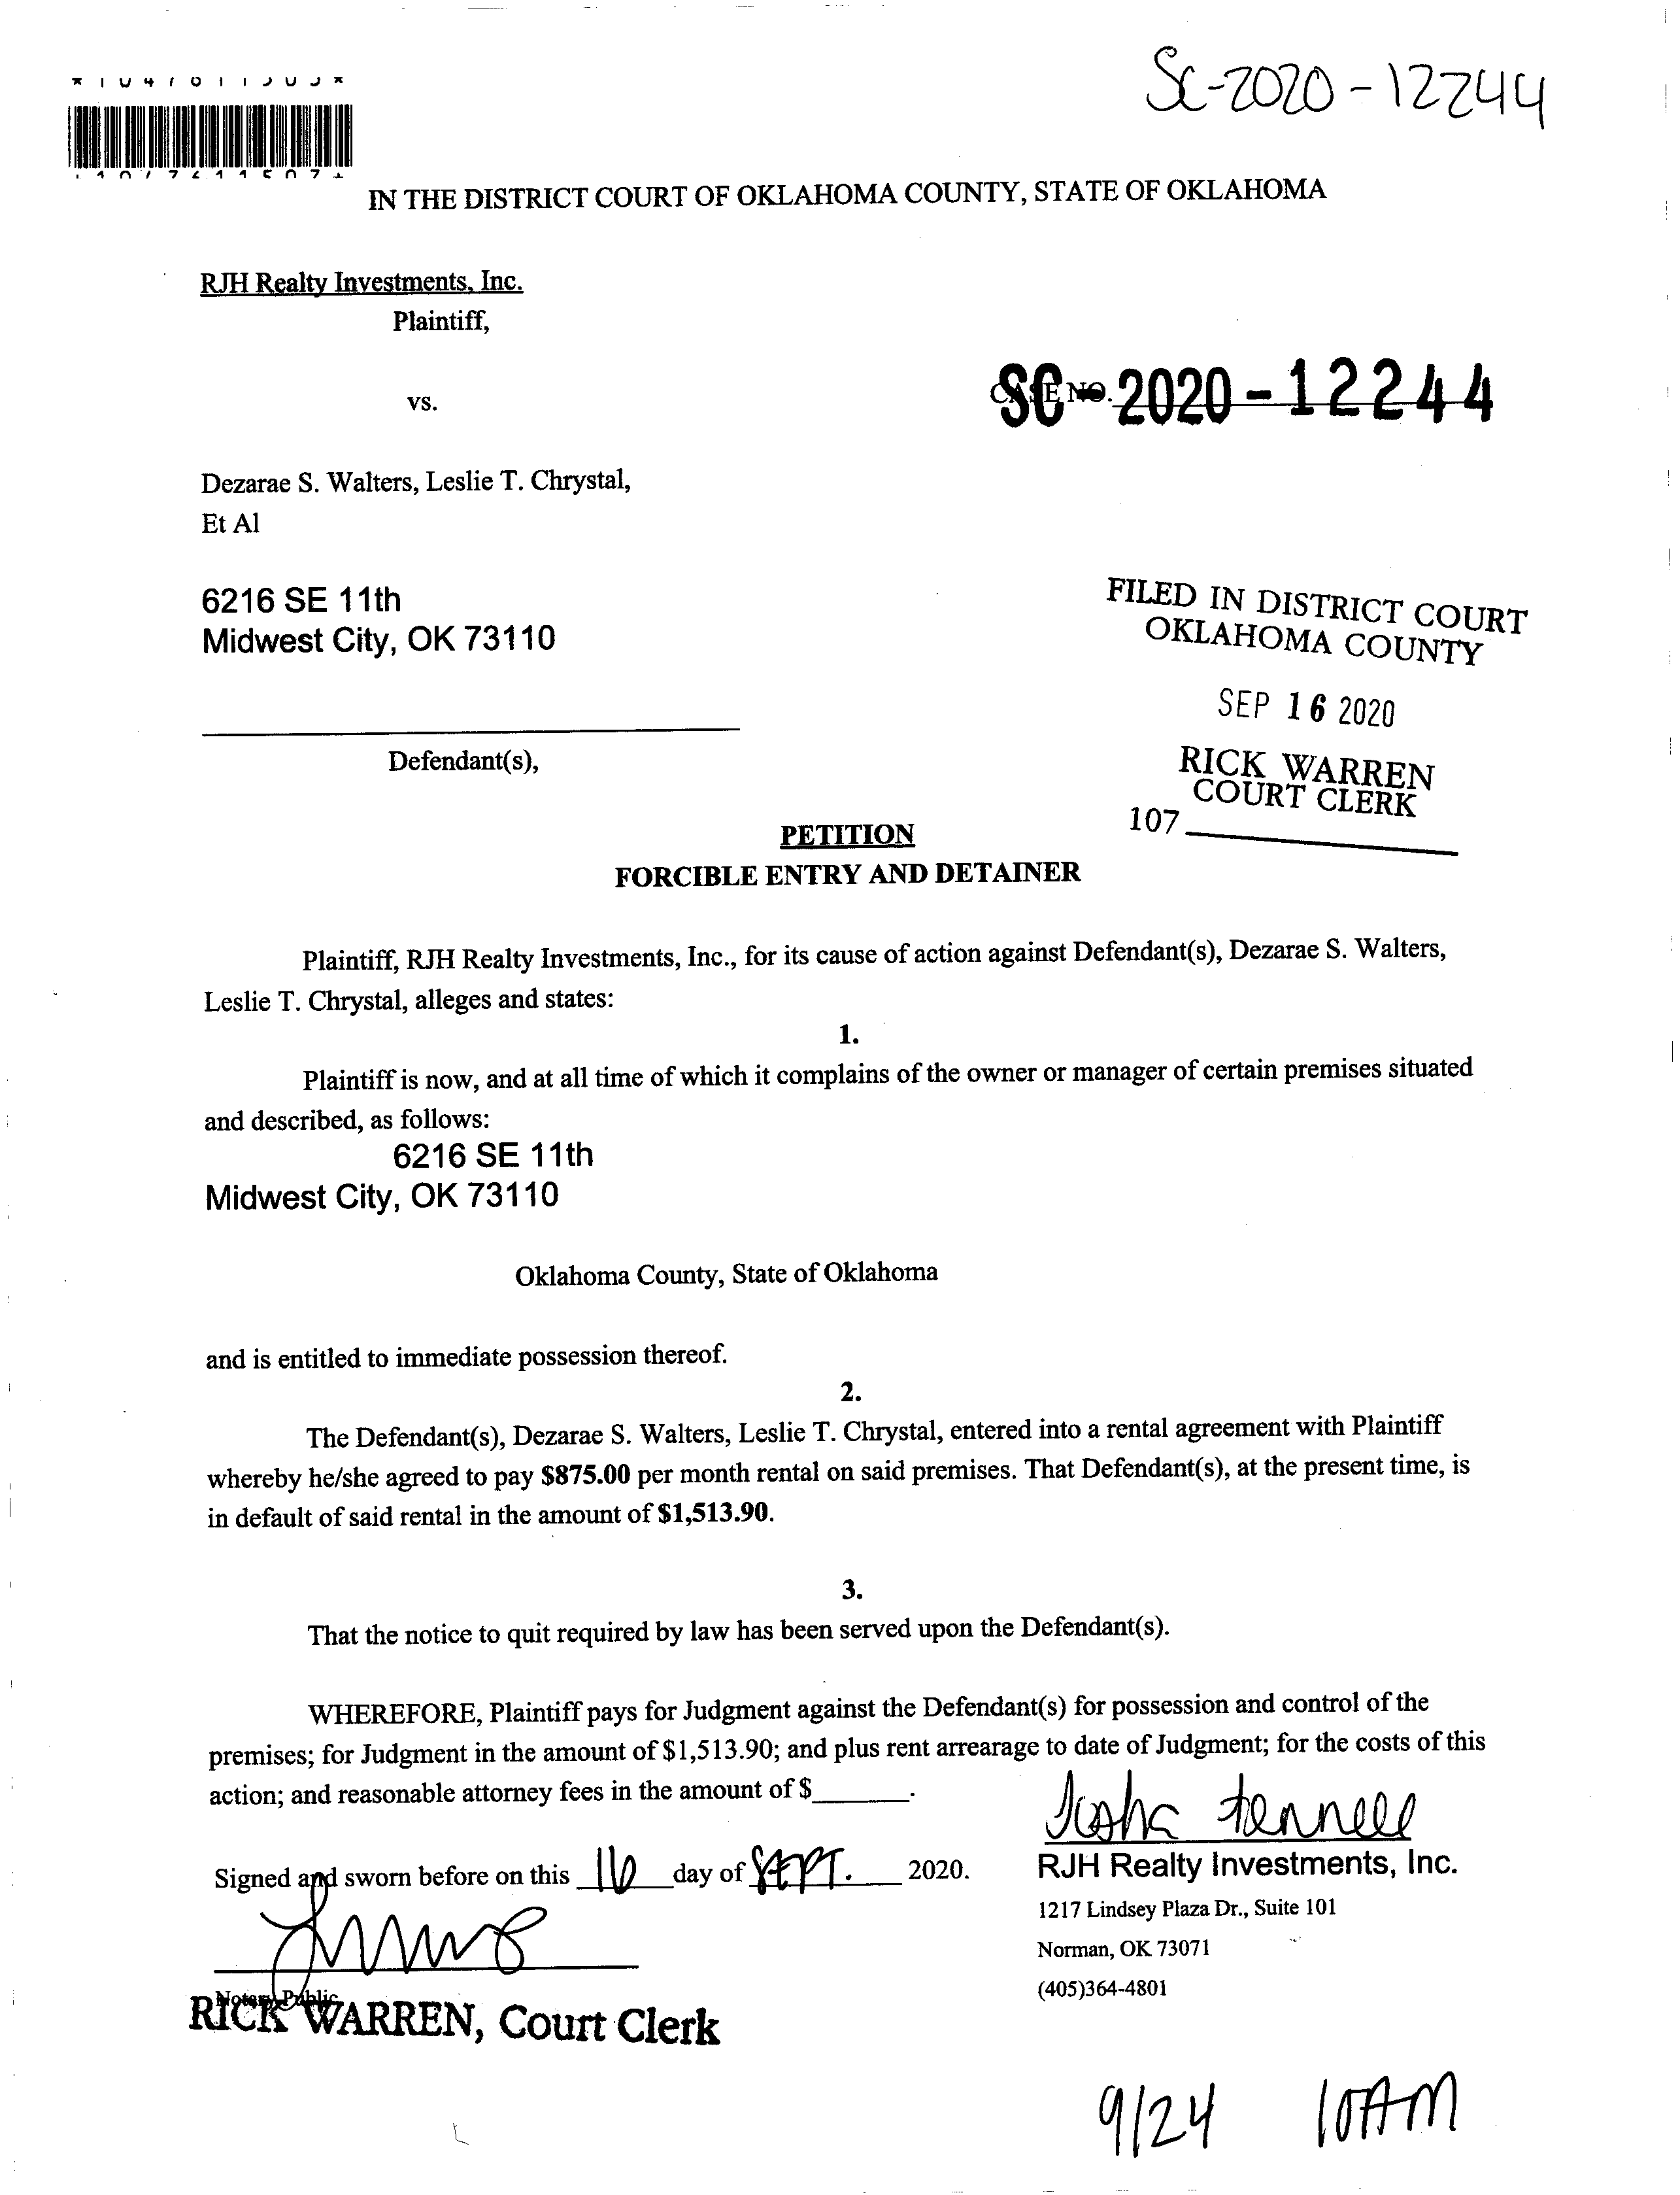 SC-2020-12244
IN THE DISTRICT COURT OF OKLAHOMA COUNTY, STATE OF OKLAHOMA
RJH Realty Investments, Inc.
Plaintiff,
vs.
CASE NO.
SC-2020-12244
Dezarae S. Walters, Leslie T. Chrystal,
Et Al
6216 SE 11th
Midwest City, OK 73110
FILED IN DISTRICT COURT
OKLAHOMA COUNTY
SEP 16 2020
RICK WARREN
COURT CLERK
107
Defendant(s),
PETITION
FORCIBLE ENTRY AND DETAINER
Plaintiff, RJH Realty Investments, Inc., for its cause of action against Defendant(s), Dezarae S. Walters,
Leslie T. Chrystal, alleges and states:
1.
Plaintiff is now, and at all time of which it complains of the owner or manager of certain premises situated
and described, as follows:
6216 SE 11th
Midwest City, OK 73110
Oklahoma County, State of Oklahoma
and is entitled to immediate possession thereof.
2.
The Defendant(s), Dezarae S. Walters, Leslie T. Chrystal, entered into a rental agreement with Plaintiff
whereby he/she agreed to pay $875.00 per month rental on said premises. That Defendant(s), at the present time, is
in default of said rental in the amount of $1,513.90.
3.
That the notice to quit required by law has been served upon the Defendant(s).
WHEREFORE, Plaintiff pays for Judgment against the Defendant(s) for possession and control of the
premises; for Judgment in the amount of $1,513.90; and plus rent arrearage to date of Judgment; for the costs of this
action; and reasonable attorney fees in the amount of $_______.
Signed and sworn before on this 16 day of SEPT. 2020.
RJH Realty Investments, Inc.
1217 Lindsey Plaza Dr., Suite 101
Norman, OK 73071
(405)364-4801
Notary Public
RICK WARREN, Court Clerk
9/24 10AM